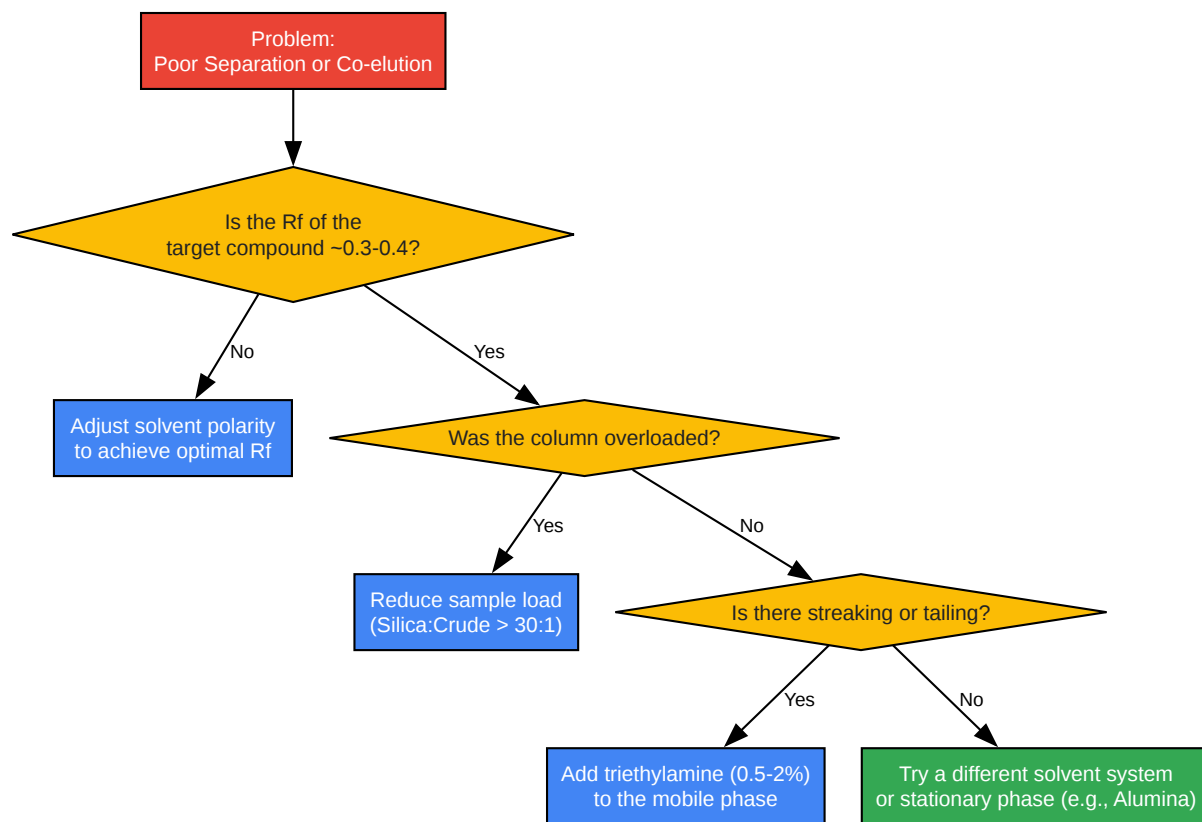 Problem:
Poor Separation or Co-elution
Is the Rf of the
target compound ~0.3-0.4?
No
Yes
Adjust solvent polarity
to achieve optimal Rf
Was the column overloaded?
Yes
No
Reduce sample load
(Silica:Crude > 30:1)
Is there streaking or tailing?
Yes
No
Add triethylamine (0.5-2%)
to the mobile phase
Try a different solvent system
or stationary phase (e.g., Alumina)